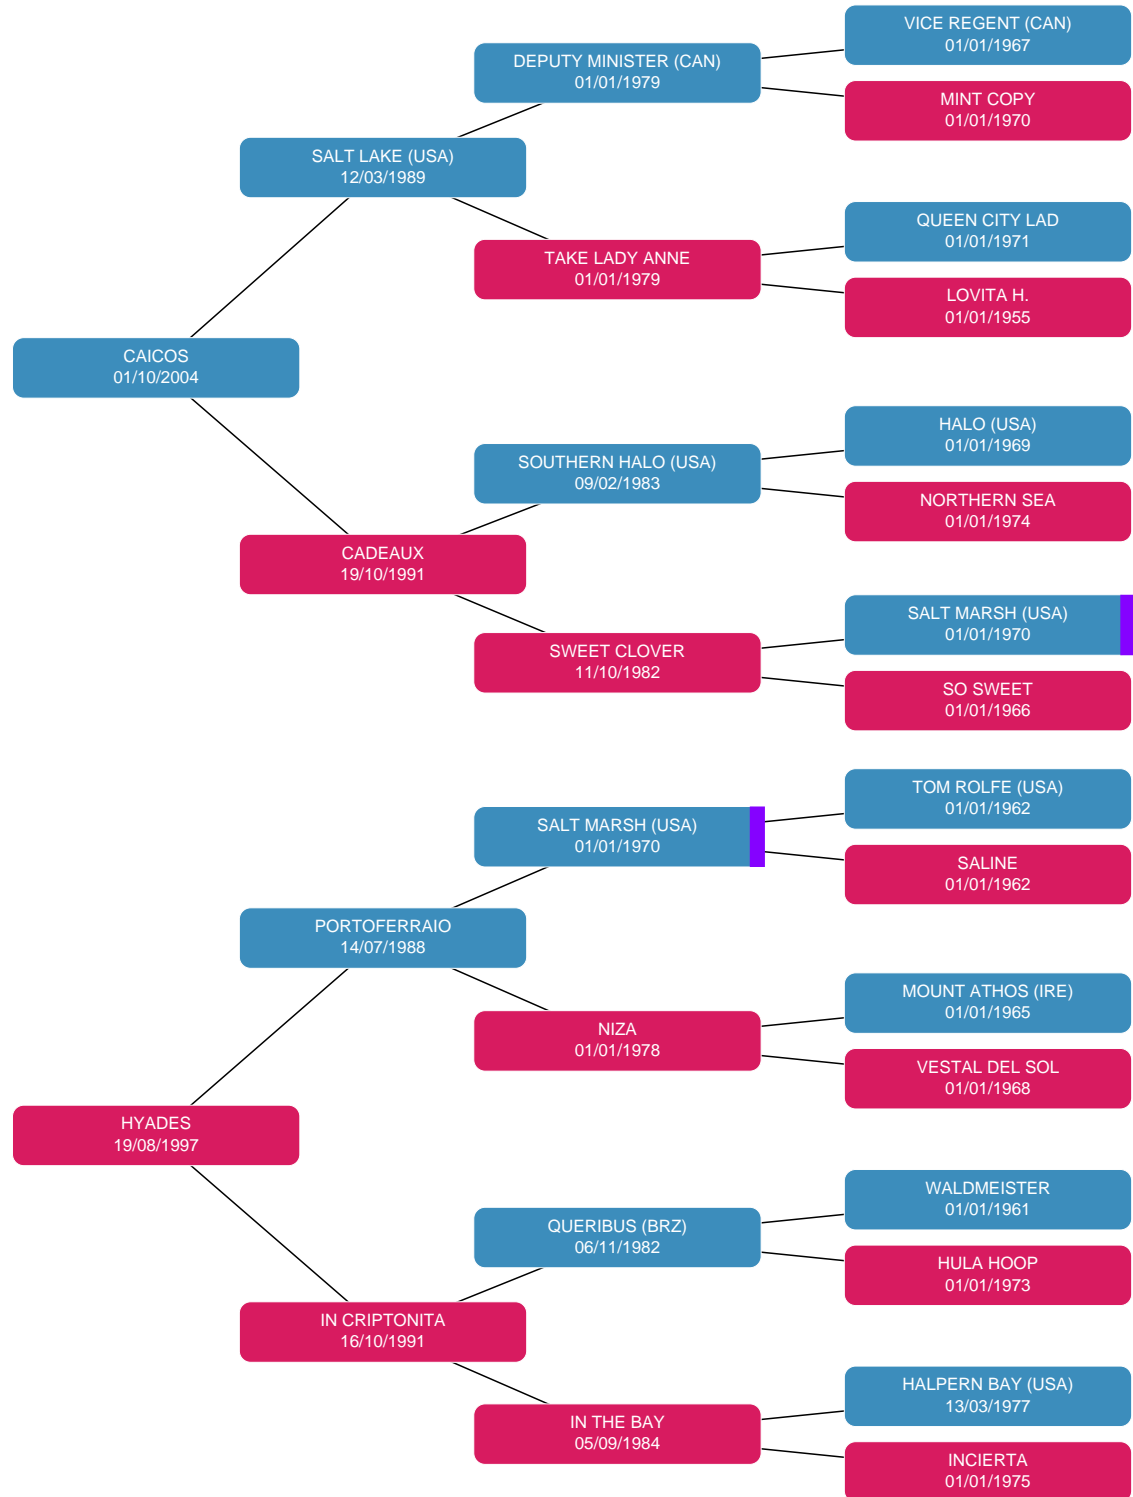 VICE REGENT (CAN)
01/01/1967
DEPUTY MINISTER (CAN)
01/01/1979
MINT COPY
01/01/1970
SALT LAKE (USA)
12/03/1989
QUEEN CITY LAD
01/01/1971
TAKE LADY ANNE
01/01/1979
LOVITA H.
01/01/1955
CAICOS
01/10/2004
HALO (USA)
01/01/1969
SOUTHERN HALO (USA)
09/02/1983
NORTHERN SEA
01/01/1974
CADEAUX
19/10/1991
SALT MARSH (USA)
01/01/1970
SWEET CLOVER
11/10/1982
SO SWEET
01/01/1966
TOM ROLFE (USA)
01/01/1962
SALT MARSH (USA)
01/01/1970
SALINE
01/01/1962
PORTOFERRAIO
14/07/1988
MOUNT ATHOS (IRE)
01/01/1965
NIZA
01/01/1978
VESTAL DEL SOL
01/01/1968
HYADES
19/08/1997
WALDMEISTER
01/01/1961
QUERIBUS (BRZ)
06/11/1982
HULA HOOP
01/01/1973
IN CRIPTONITA
16/10/1991
HALPERN BAY (USA)
13/03/1977
IN THE BAY
05/09/1984
INCIERTA
01/01/1975